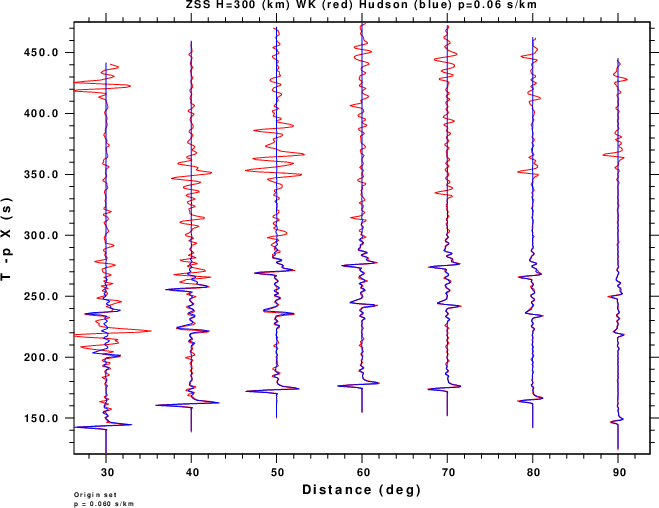 ZSS H=300 (km) WK (red) Hudson (blue) p=0.06 s/km
450.0
400.0
350.0
300.0
250.0
200.0
150.0
T -p X (s)
30 40 50 60 70 80 90
Distance (deg)
Origin set
p = 0.060 s/km